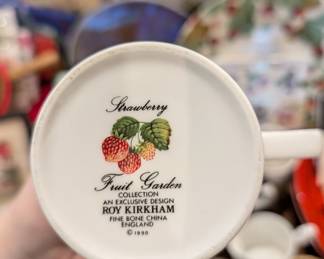 Strawberry
Fruit Garden
COLLECTION
AN EXCLUSIVE DESIGN
ROY KIRKHAM
FINE BONE CHINA
ENGLAND
© 1990